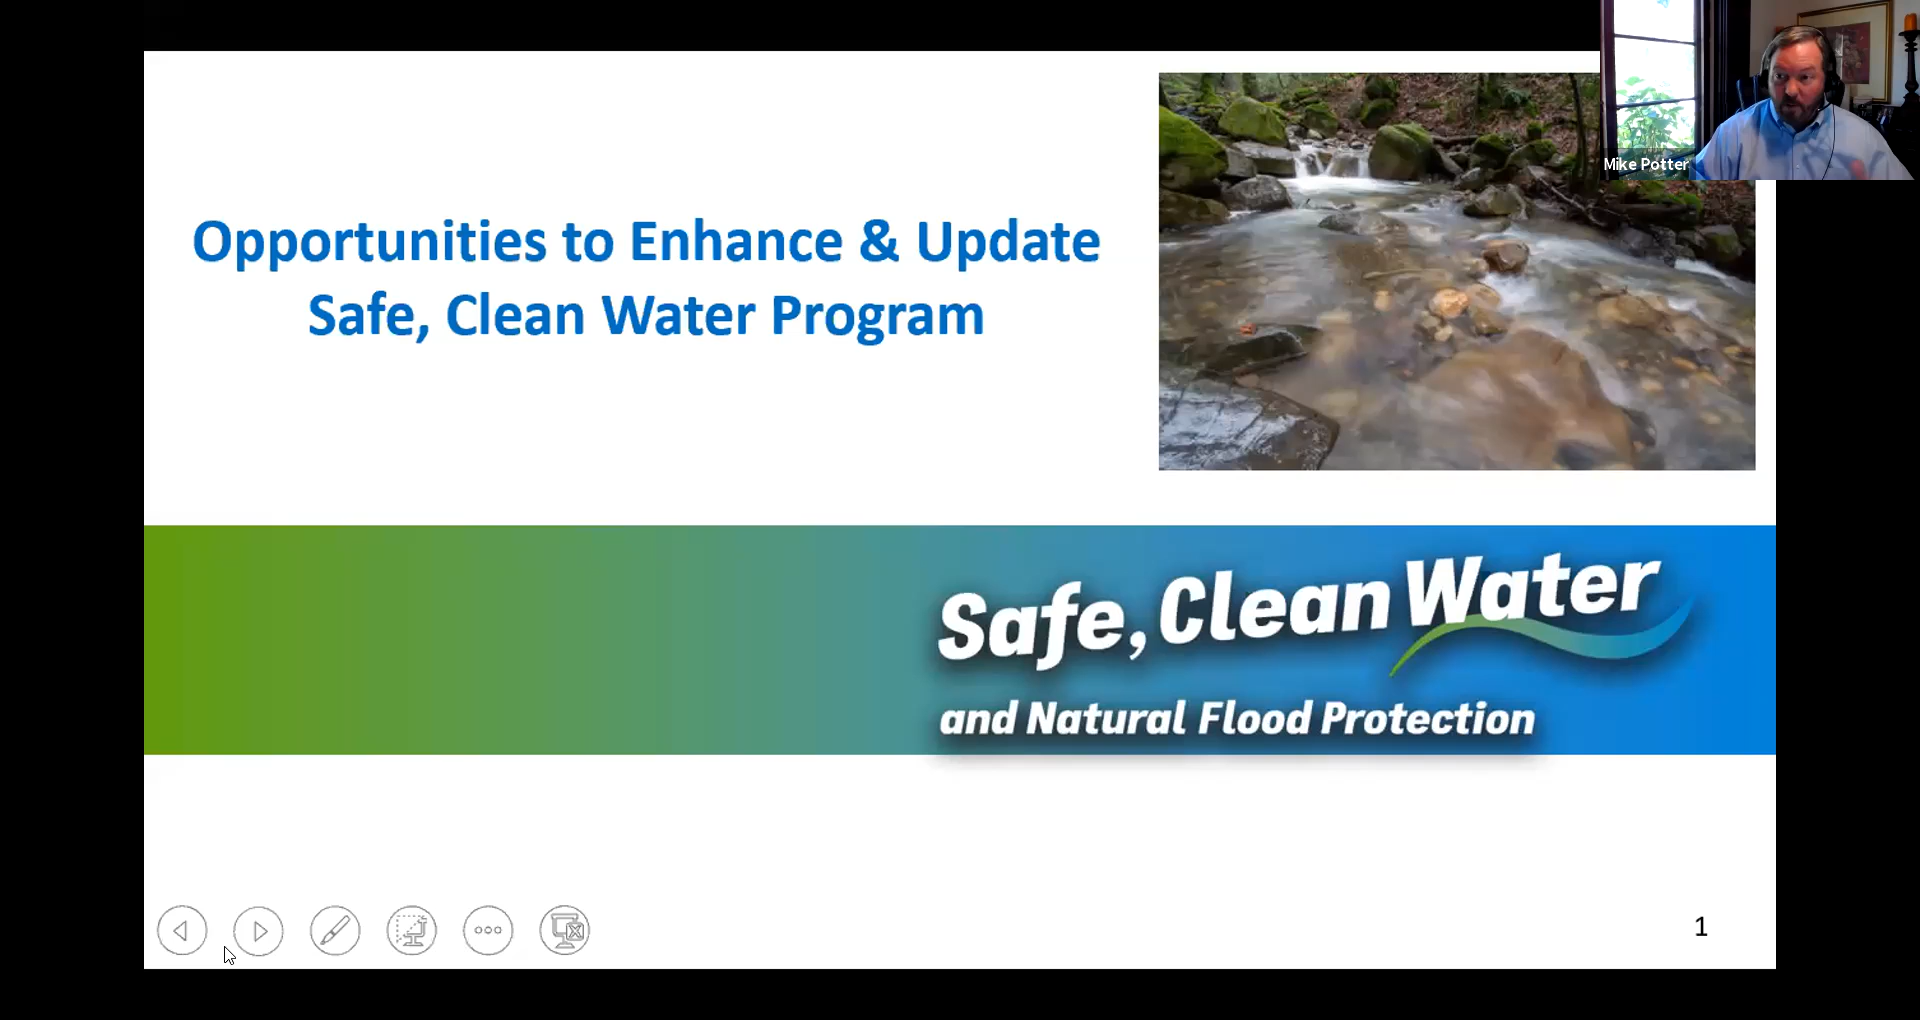 Mike Potter
Opportunities to Enhance & Update
Safe, Clean Water Program
Safe, Clean Water
and Natural Flood Protection
1